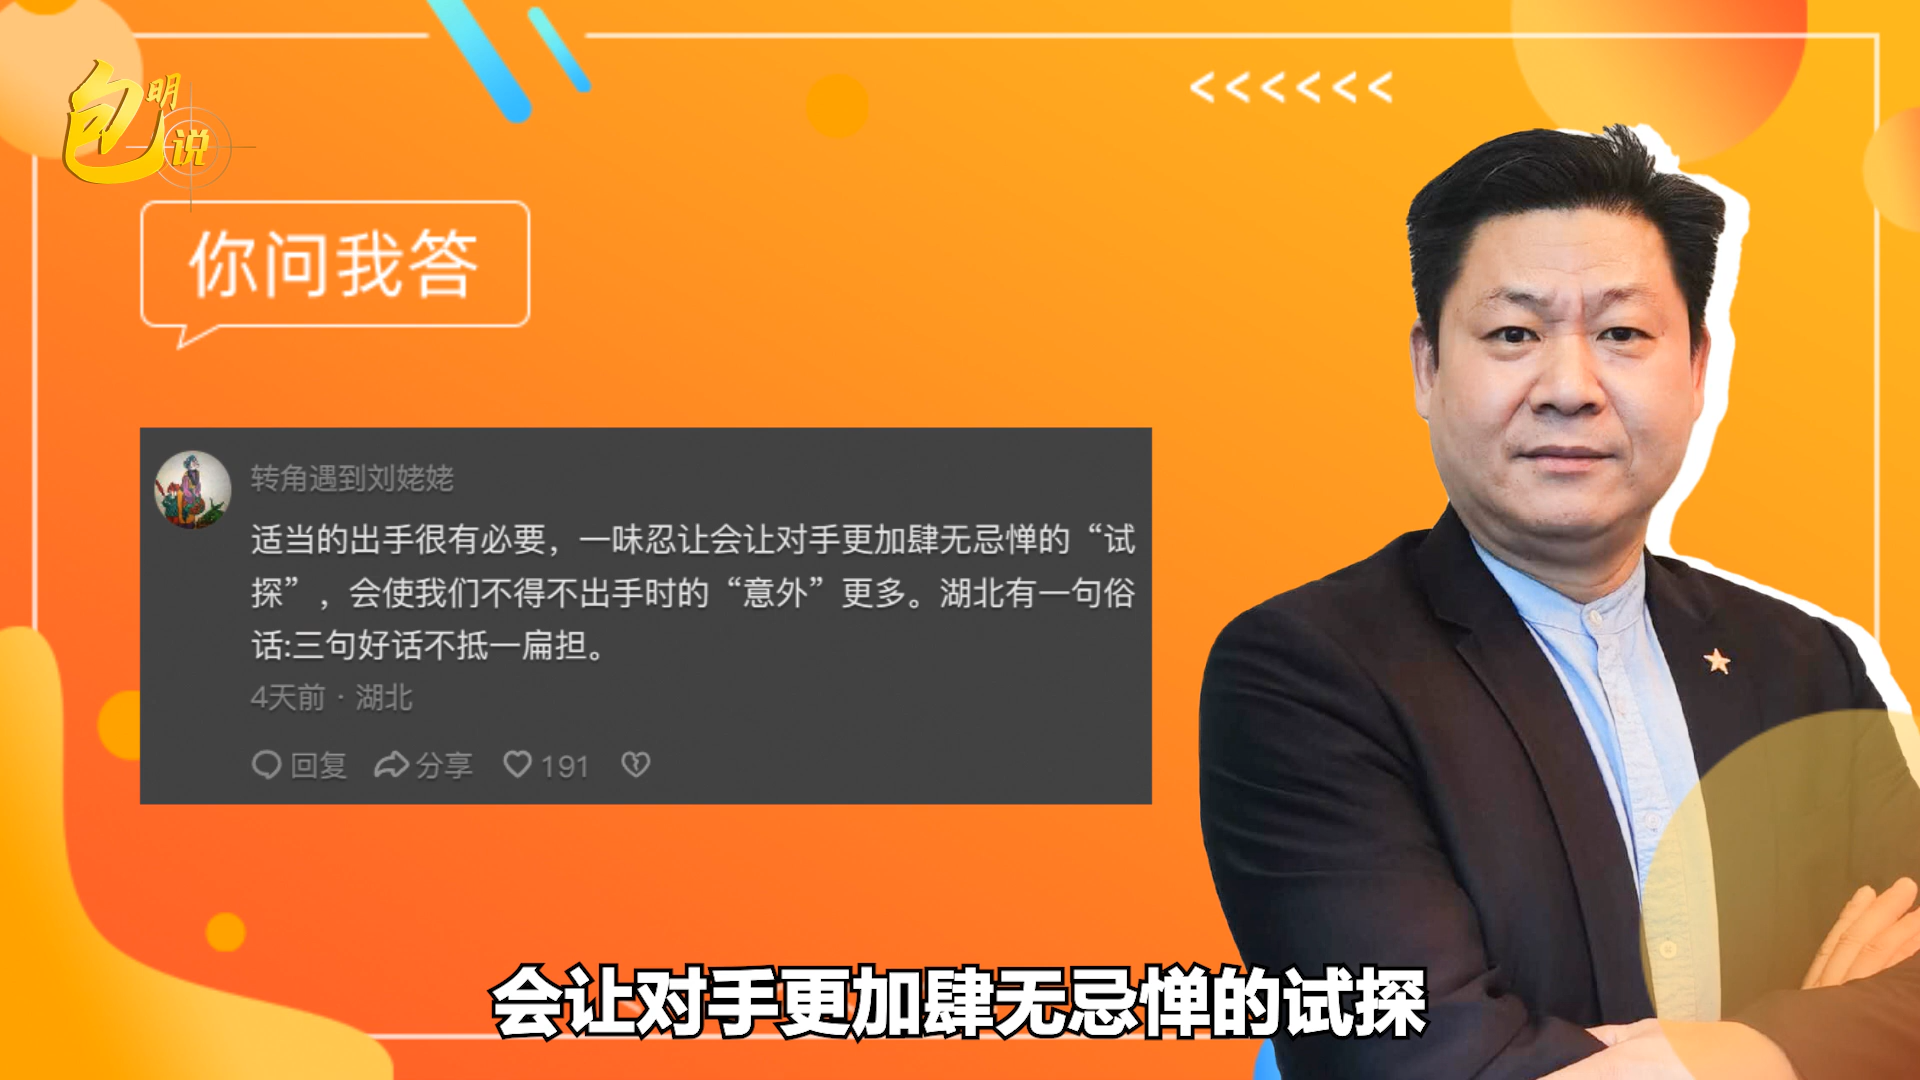 包明说
你问我答
转角遇到刘姥姥
适当的出手很有必要，一味忍让会让对手更加肆无忌惮的“试
探”，会使我们不得不出手时的“意外”更多。湖北有一句俗
话:三句好话不抵一扁担。
4天前 · 湖北
回复 分享 191
会让对手更加肆无忌惮的试探